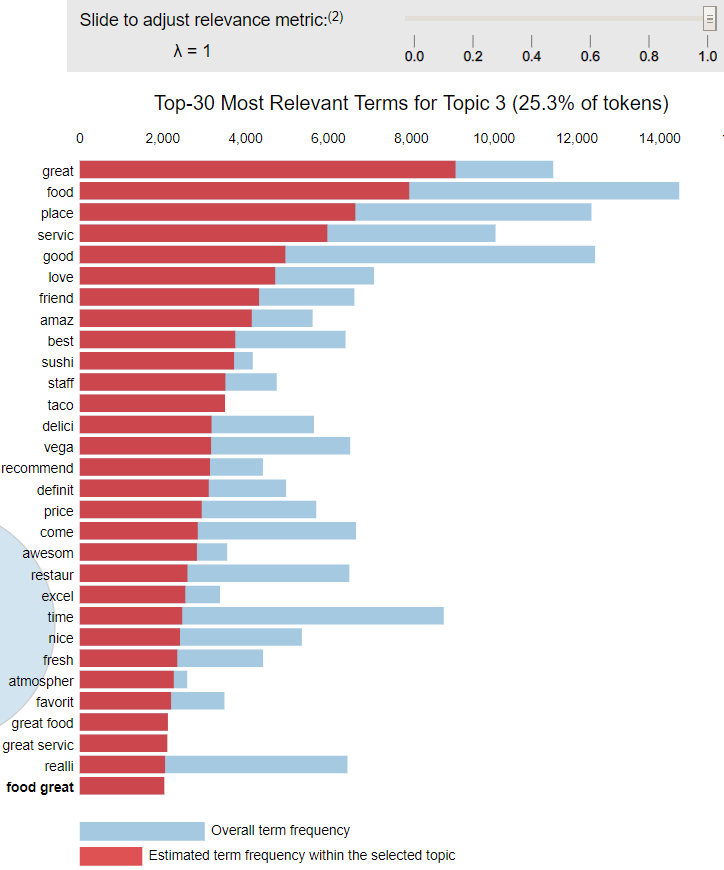 Slide to adjust relevance metric:(2)
λ = 1
0.0 0.2 0.4 0.6 0.8 1.0
Top-30 Most Relevant Terms for Topic 3 (25.3% of tokens)
0 2,000 4,000 6,000 8,000 10,000 12,000 14,000
great
food
place
servic
good
love
friend
amaz
best
sushi
staff
taco
delici
vega
recommend
definit
price
come
awesom
restaur
excel
time
nice
fresh
atmospher
favorit
great food
great servic
realli
food great
Overall term frequency
Estimated term frequency within the selected topic